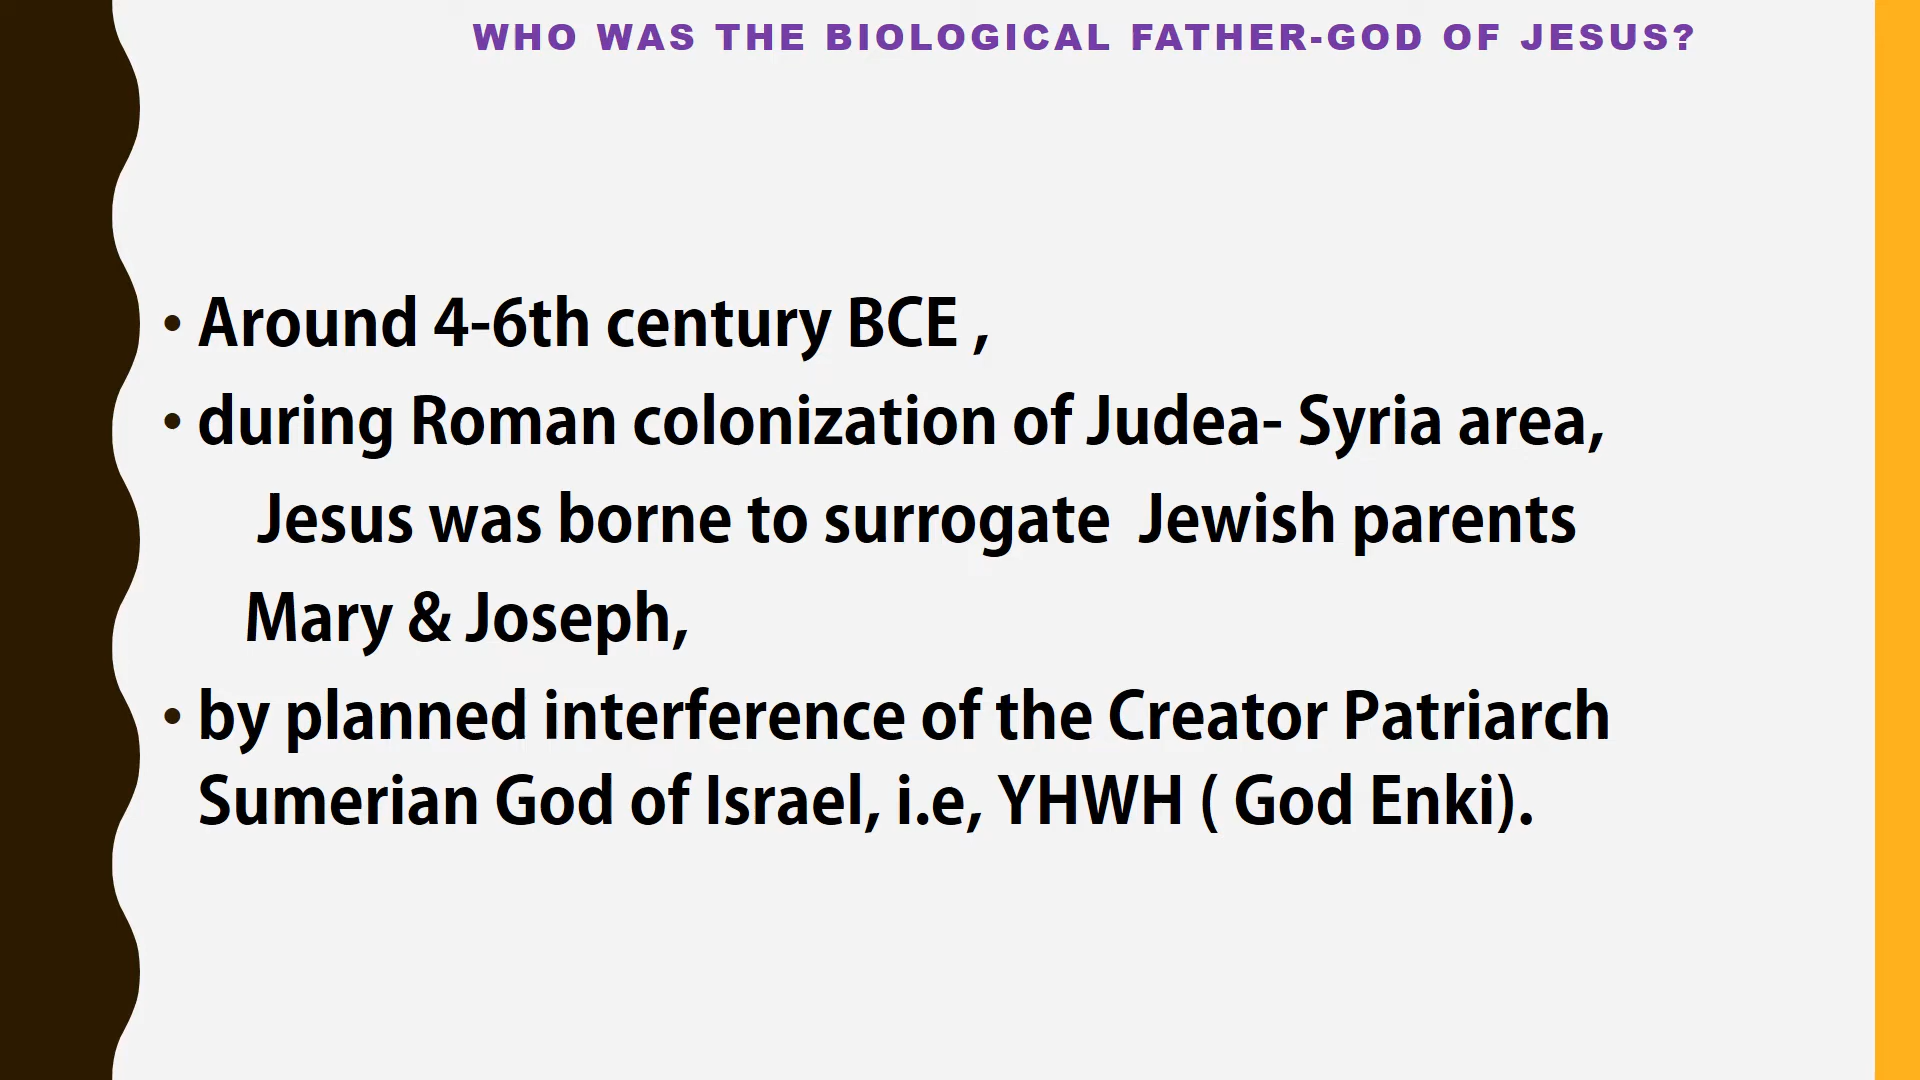 WHO WAS THE BIOLOGICAL FATHER-GOD OF JESUS?
• Around 4-6th century BCE ,
• during Roman colonization of Judea- Syria area,
Jesus was borne to surrogate  Jewish parents
Mary & Joseph,
• by planned interference of the Creator Patriarch
Sumerian God of Israel, i.e, YHWH ( God Enki).